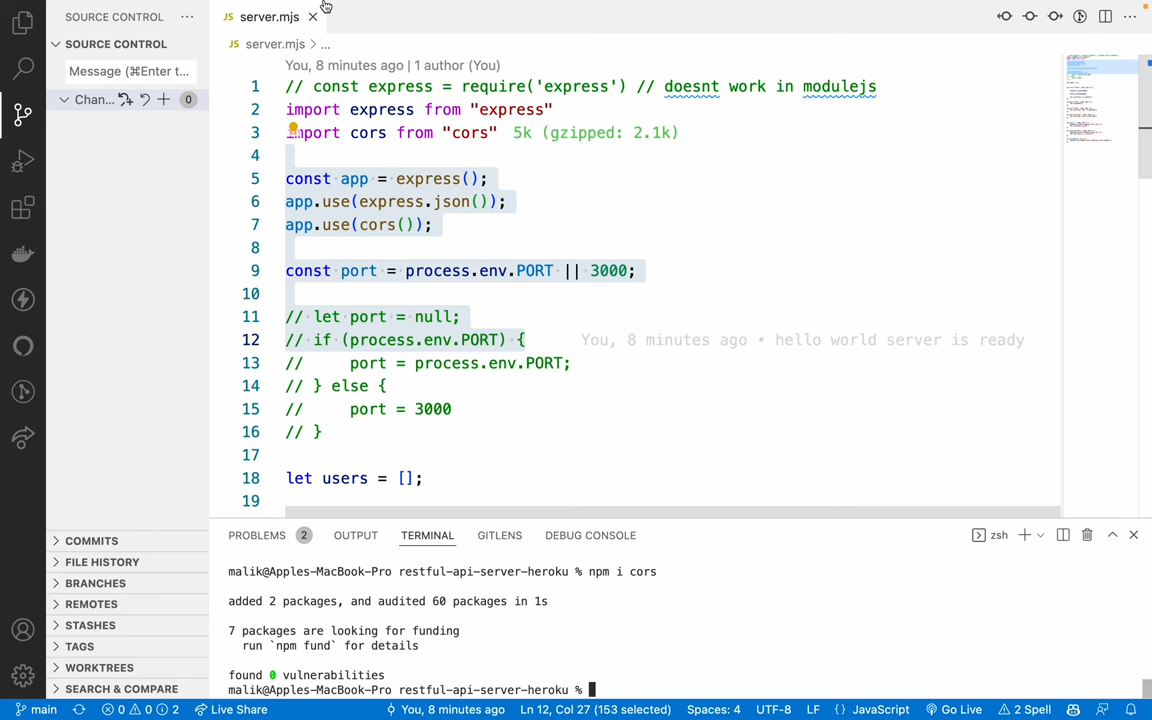 SOURCE CONTROL
JS server.mjs
SOURCE CONTROL
JS server.mjs > ...
Message (⌘Enter t...
You, 8 minutes ago | 1 author (You)
Chan... 0
1 // const express = require('express') // doesnt work in modulejs
2 import express from "express"
3 import cors from "cors" 5k (gzipped: 2.1k)
4
5 const app = express();
6 app.use(express.json());
7 app.use(cors());
8
9 const port = process.env.PORT || 3000;
10
11 // let port = null;
12 // if (process.env.PORT) { You, 8 minutes ago • hello world server is ready
13 // port = process.env.PORT;
14 // } else {
15 // port = 3000
16 // }
17
18 let users = [];
19
COMMITS
FILE HISTORY
BRANCHES
REMOTES
STASHES
TAGS
WORKTREES
SEARCH & COMPARE
PROBLEMS 2 OUTPUT TERMINAL GITLENS DEBUG CONSOLE zsh
malik@Apples-MacBook-Pro restful-api-server-heroku % npm i cors
added 2 packages, and audited 60 packages in 1s
7 packages are looking for funding
run `npm fund` for details
found 0 vulnerabilities
malik@Apples-MacBook-Pro restful-api-server-heroku %
main 0 0 2 Live Share You, 8 minutes ago Ln 12, Col 27 (153 selected) Spaces: 4 UTF-8 LF {} JavaScript Go Live 2 Spell